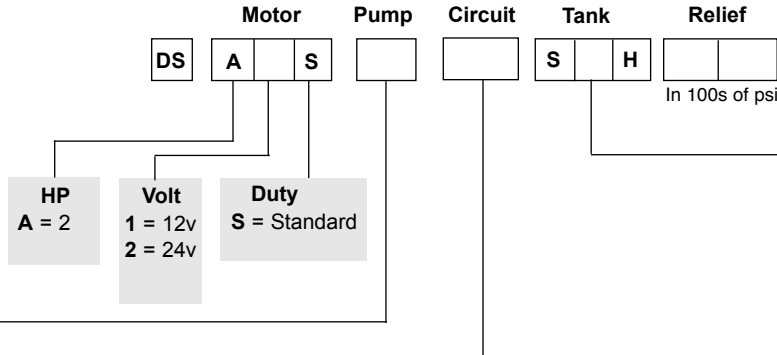 Motor Pump Circuit Tank Relief
DS A S S H
In 100s of psi
HP
A = 2
Volt
1 = 12v
2 = 24v
Duty
S = Standard